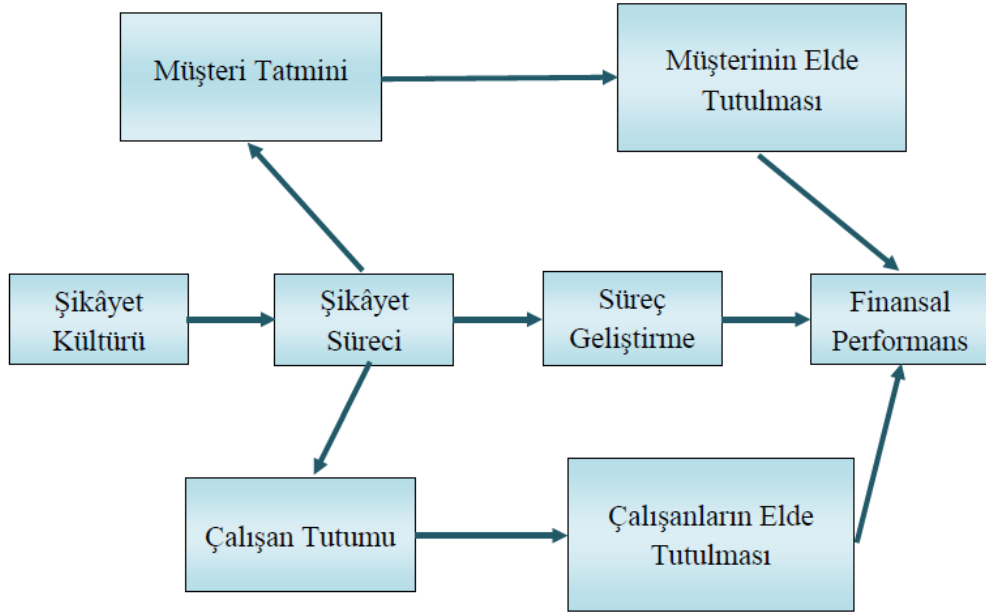 Müşteri Tatmini
Müşterinin Elde
Tutulması
Şikâyet
Kültürü
Şikâyet
Süreci
Süreç
Geliştirme
Finansal
Performans
Çalışan Tutumu
Çalışanların Elde
Tutulması